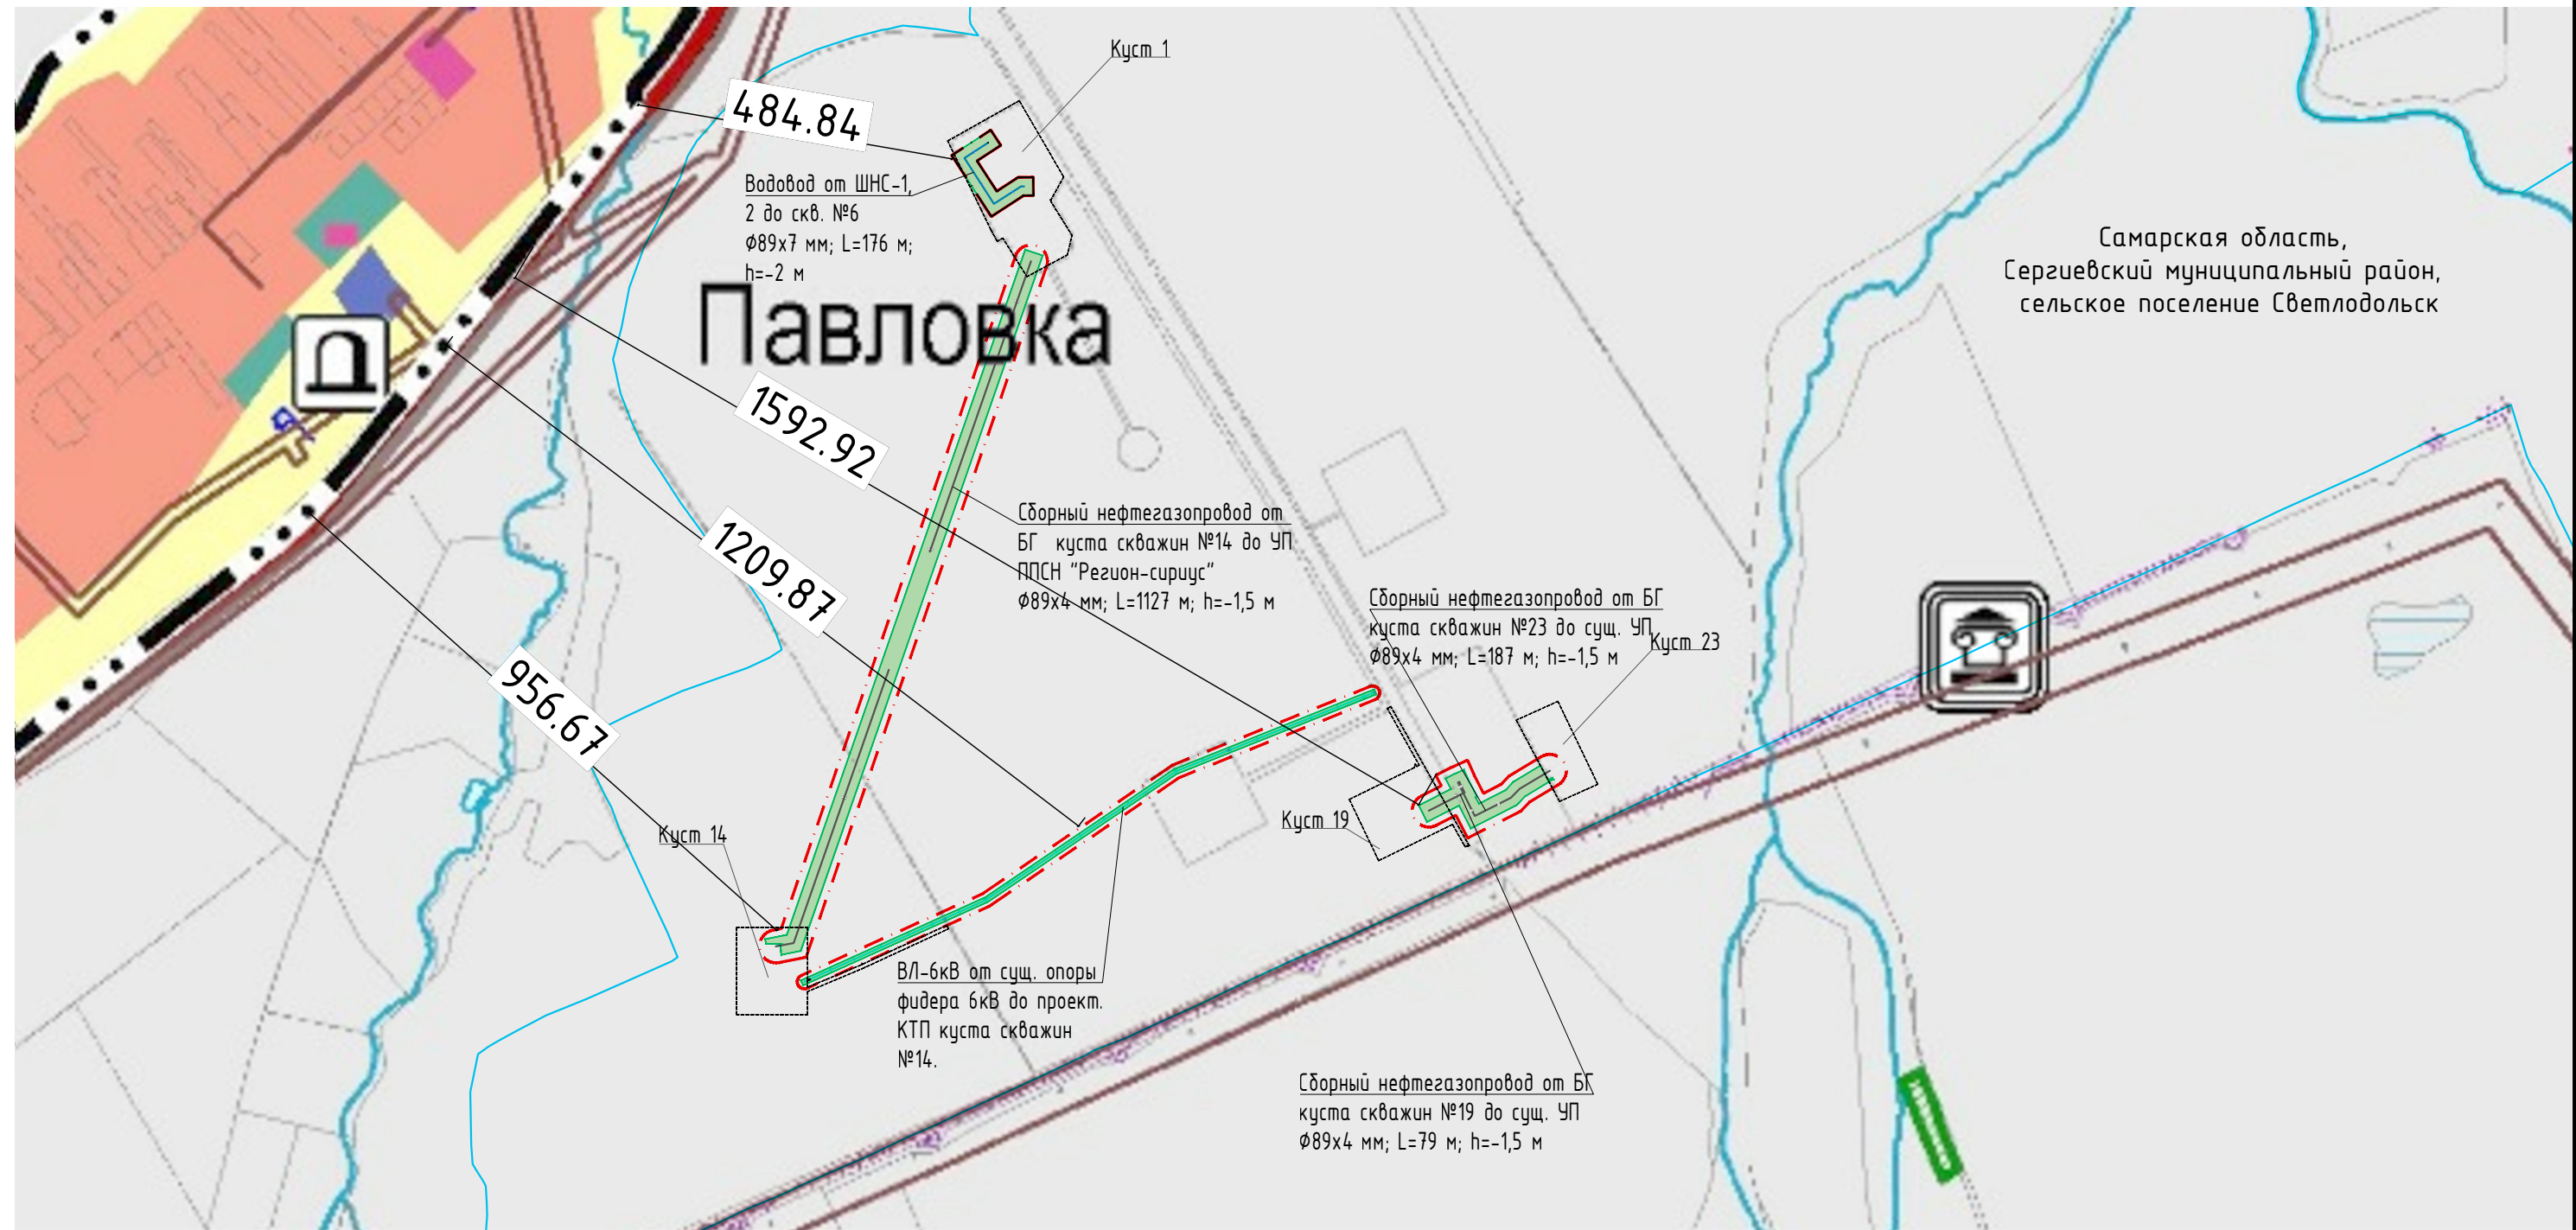 Куст 1
484.84
Водовод от ШНС-1,
2 до скв. №6
Ф89х7 мм; L=176 м;
h=-2 м
Самарская область,
Сергиевский муниципальный район,
сельское поселение Светлодольск
Павловка
1592.92
Сборный нефтегазопровод от
БГ куста скважин №14 до УП
ППСН "Регион-сириус"
Ф89х4 мм; L=1127 м; h=-1,5 м
1209.87
Сборный нефтегазопровод от БГ
куста скважин №23 до сущ. УП
Ф89х4 мм; L=187 м; h=-1,5 м
Куст 23
956.67
Куст 14
Куст 19
ВЛ-6кВ от сущ. опоры
фидера 6кВ до проект.
КТП куста скважин
№14.
Сборный нефтегазопровод от БГ
куста скважин №19 до сущ. УП
Ф89х4 мм; L=79 м; h=-1,5 м